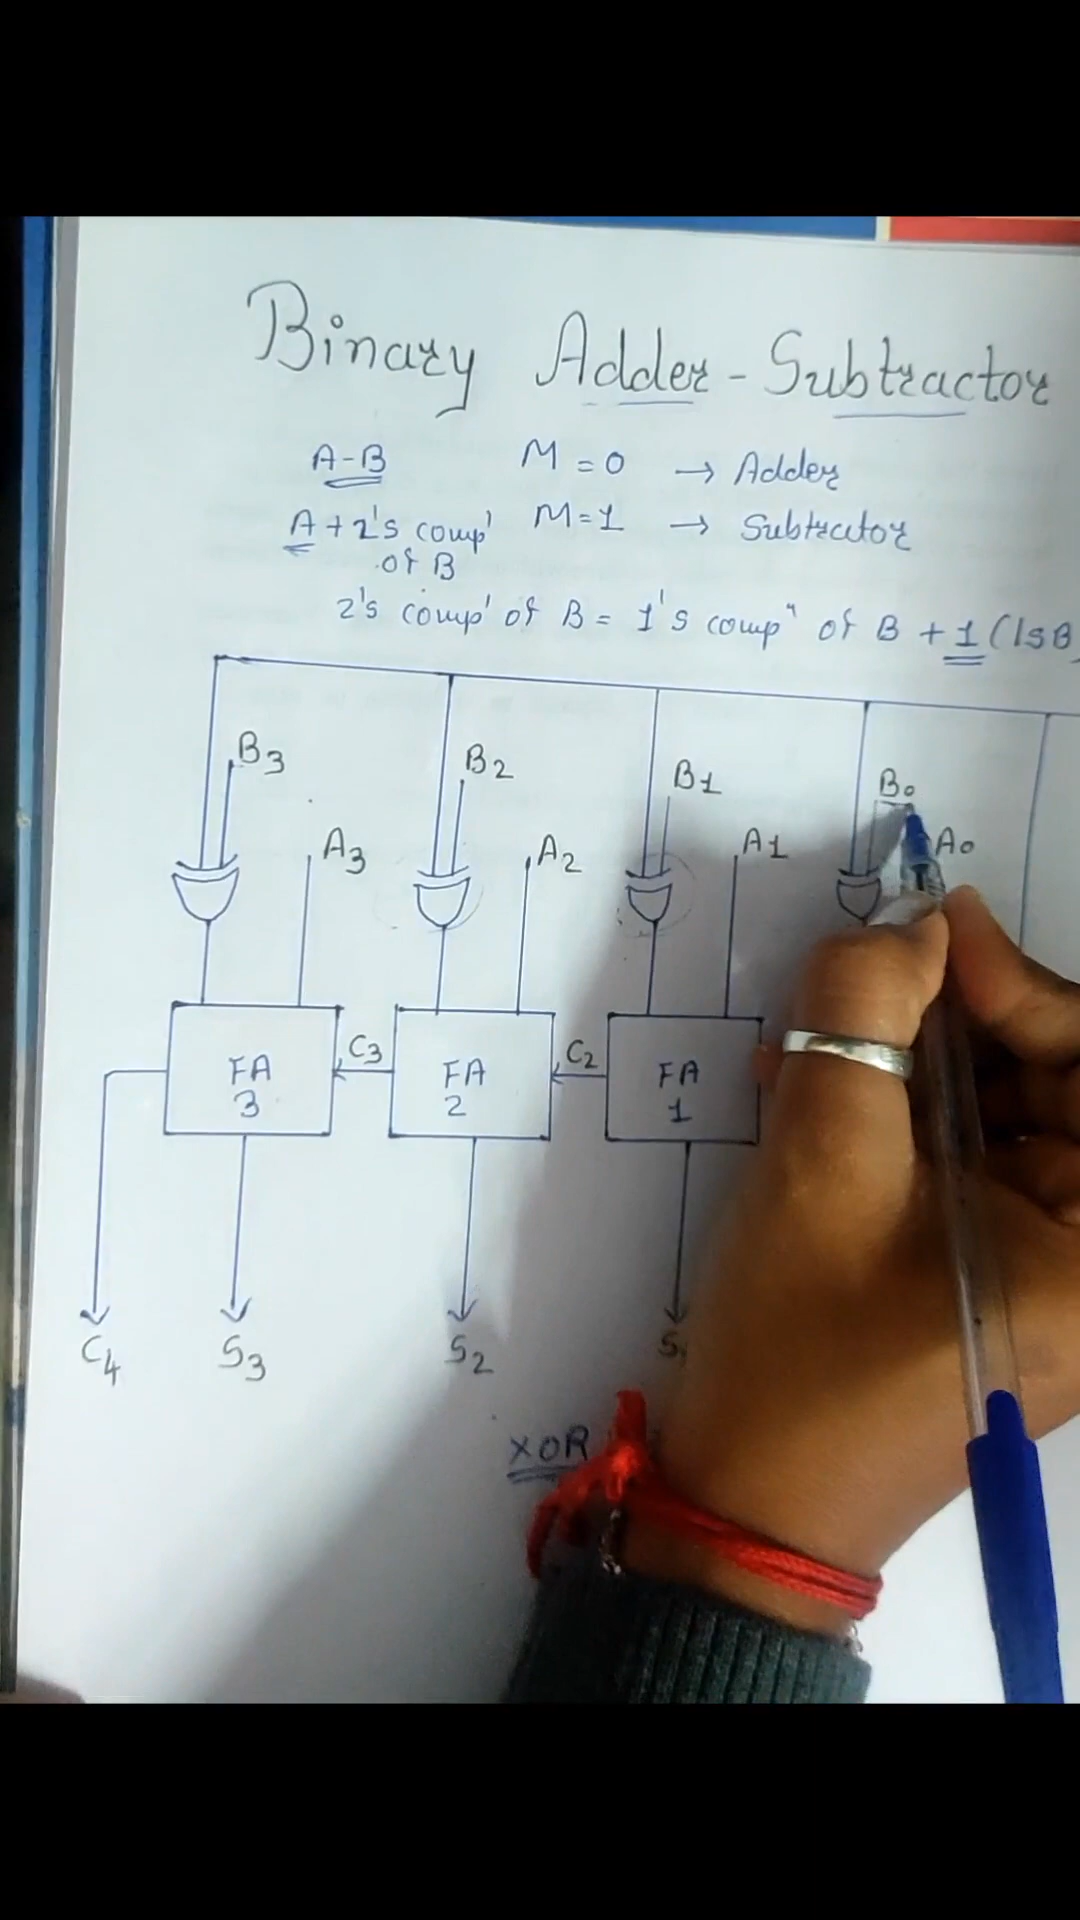 Binary Adder-Subtractor
A-B M = 0 → Adder
A + 2's comp' M = 1 → Subtrator
of B
2's comp' of B = 1's comp" of B + 1 (lsB)
B3 B2 B1 B0
A3 A2 A1 A0
C3 C2
FA 3 FA 2 FA 1
C4 S3 S2 S
XOR